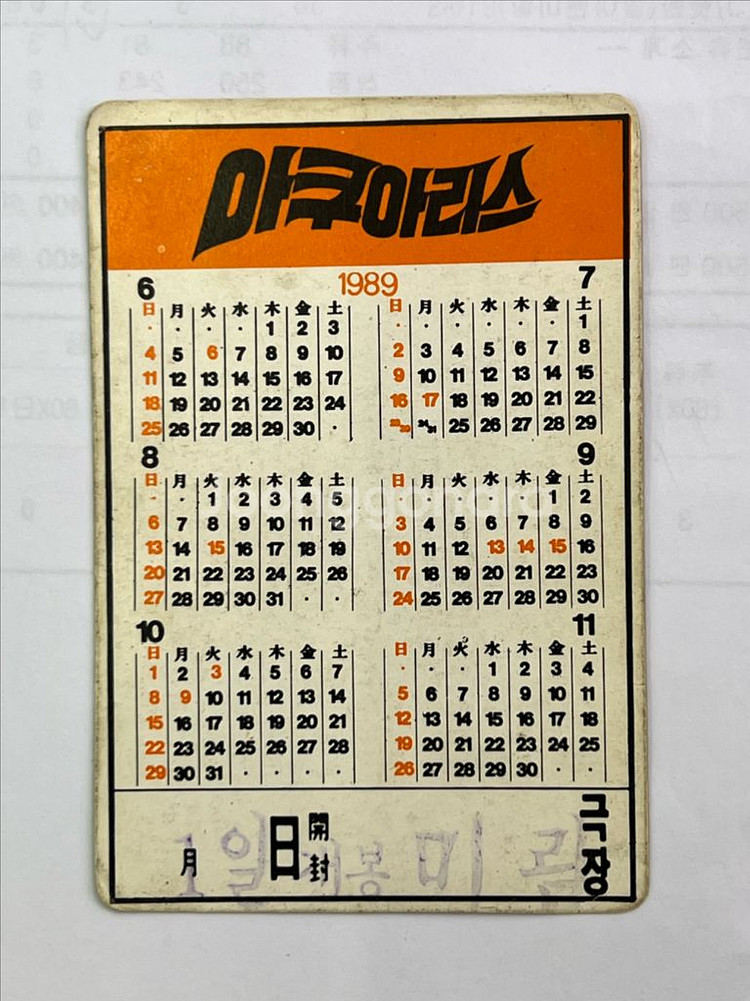 아쿠아리스
6 1989 7
日 月 火 水 木 金 土 日 月 火 水 木 金 土
· · · · 1 2 3 · · · · · · 1
4 5 6 7 8 9 10 2 3 4 5 6 7 8
11 12 13 14 15 16 17 9 10 11 12 13 14 15
18 19 20 21 22 23 24 16 17 18 19 20 21 22
25 26 27 28 29 30 · 23/30 24/31 25 26 27 28 29
8 9
日 月 火 水 木 金 土 日 月 火 水 木 金 土
· · 1 2 3 4 5 · · · · · 1 2
6 7 8 9 10 11 12 3 4 5 6 7 8 9
13 14 15 16 17 18 19 10 11 12 13 14 15 16
20 21 22 23 24 25 26 17 18 19 20 21 22 23
27 28 29 30 31 · · 24 25 26 27 28 29 30
10 11
日 月 火 水 木 金 土 日 月 火 水 木 金 土
1 2 3 4 5 6 7 · · · 1 2 3 4
8 9 10 11 12 13 14 5 6 7 8 9 10 11
15 16 17 18 19 20 21 12 13 14 15 16 17 18
22 23 24 25 26 27 28 19 20 21 22 23 24 25
29 30 31 · · · · 26 27 28 29 30 · ·
月 日 開封 극장
1일 개봉 미